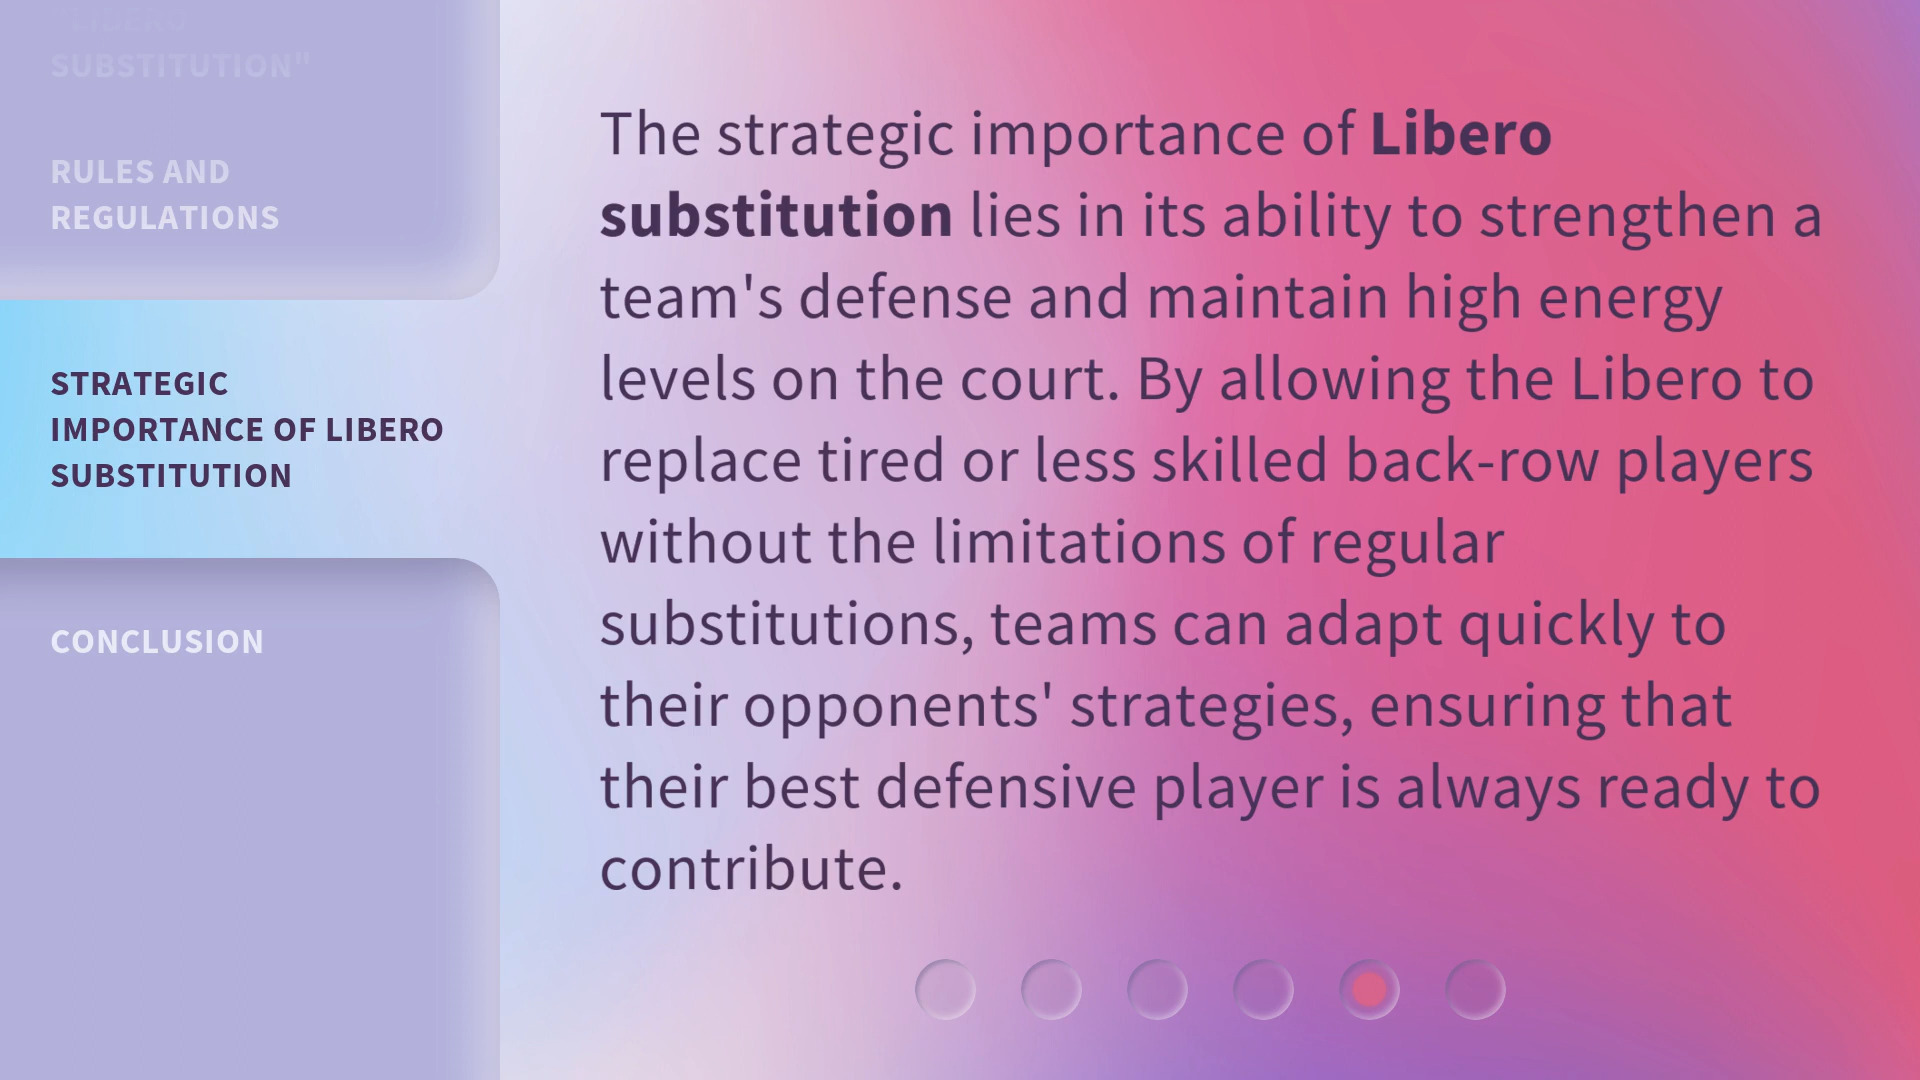 "LIBERO
SUBSTITUTION"
RULES AND
REGULATIONS
STRATEGIC
IMPORTANCE OF LIBERO
SUBSTITUTION
CONCLUSION
The strategic importance of Libero
substitution lies in its ability to strengthen a
team's defense and maintain high energy
levels on the court. By allowing the Libero to
replace tired or less skilled back-row players
without the limitations of regular
substitutions, teams can adapt quickly to
their opponents' strategies, ensuring that
their best defensive player is always ready to
contribute.